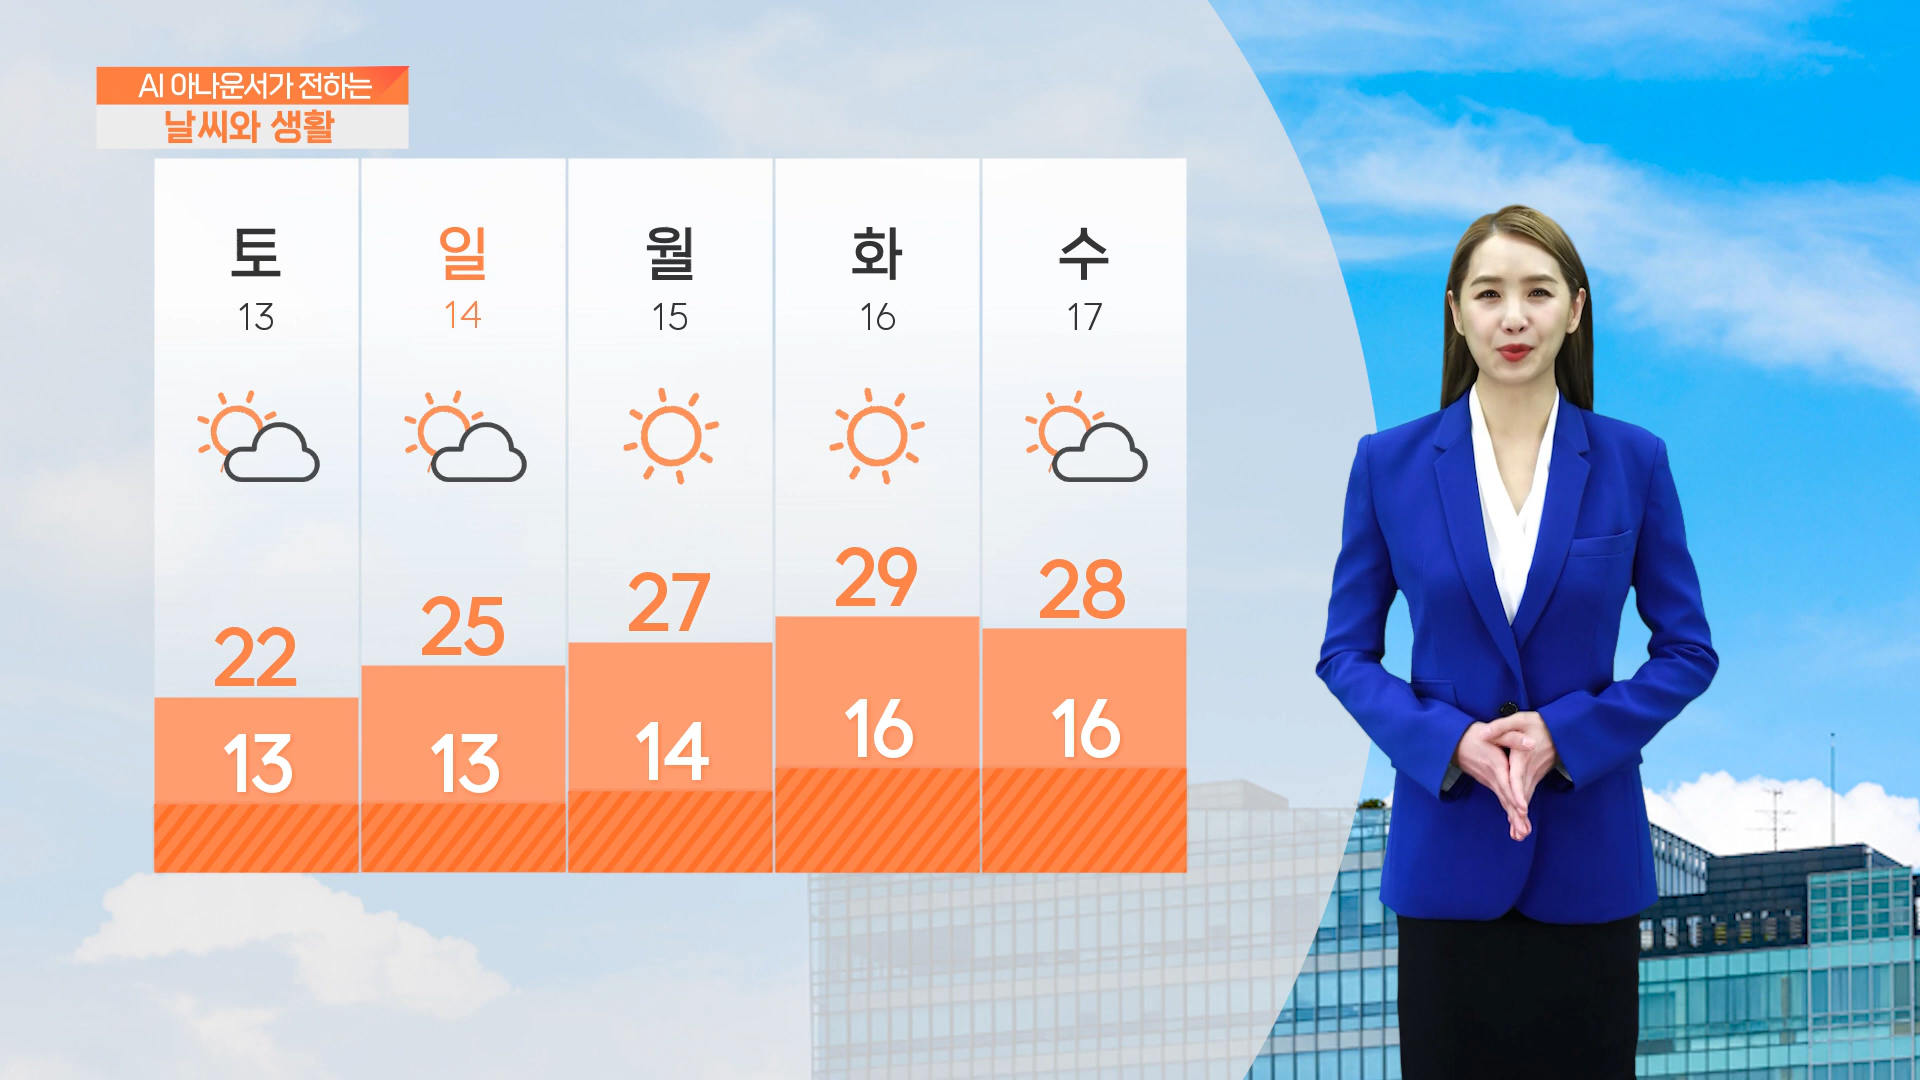 AI 아나운서가 전하는
날씨와 생활
토 일 월 화 수
13 14 15 16 17
22 25 27 29 28
13 13 14 16 16